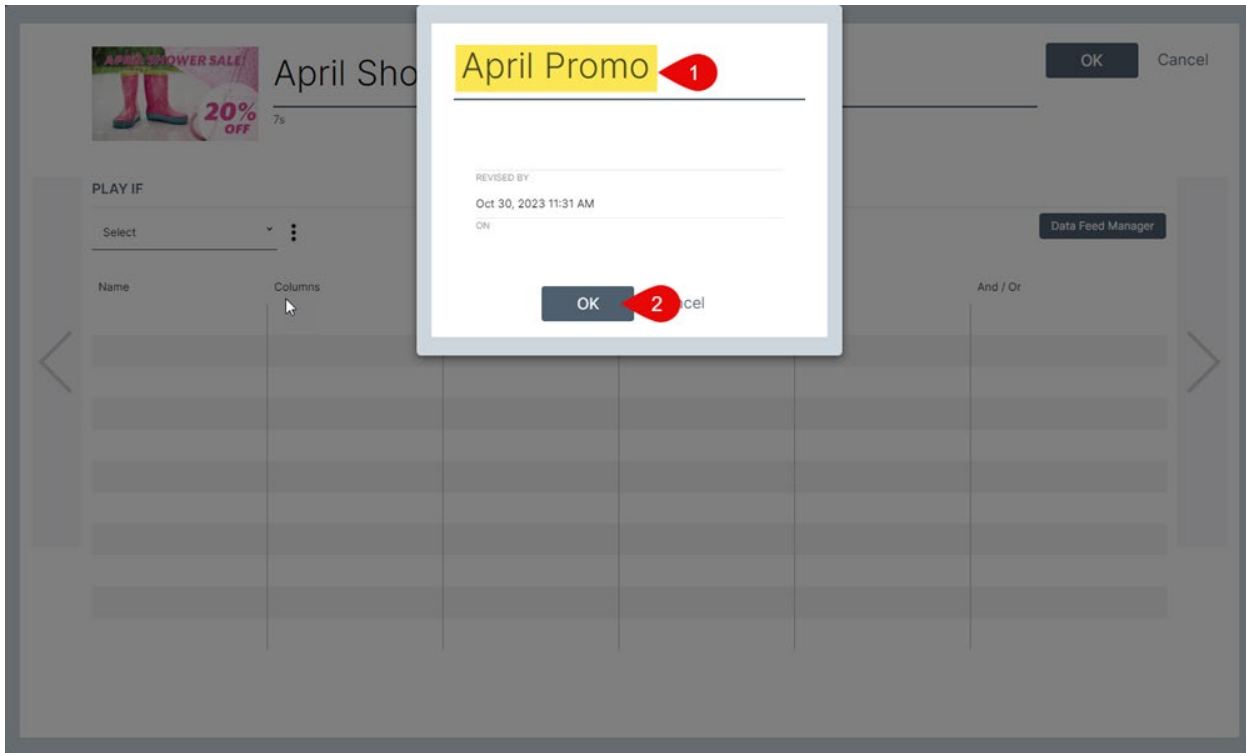 APRIL SHOWER SALE!
20%
OFF
April Sho
7s
OK
Cancel
April Promo
1
REVISED BY
Oct 30, 2023 11:31 AM
ON
OK
2
cel
PLAY IF
Select
Data Feed Manager
Name
Columns
And / Or